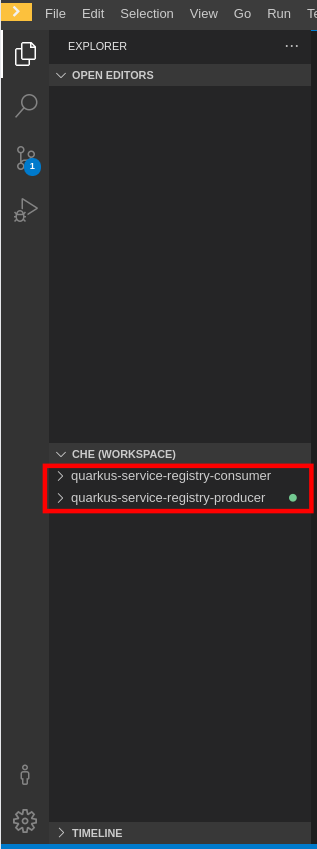 File Edit Selection View Go Run
EXPLORER
OPEN EDITORS
1
CHE (WORKSPACE)
quarkus-service-registry-consumer
quarkus-service-registry-producer
TIMELINE